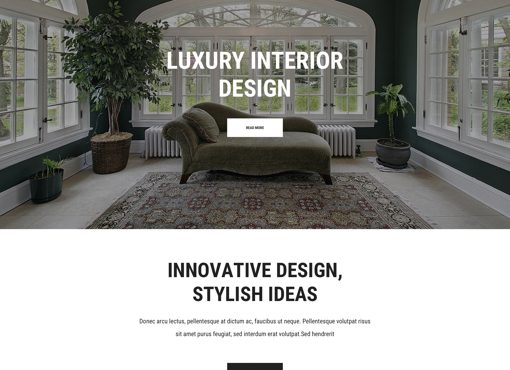 LUXURY INTERIOR
DESIGN
READ MORE
INNOVATIVE DESIGN,
STYLISH IDEAS
Donec arcu lectus, pellentesque at dictum ac, faucibus ut neque. Pellentesque volutpat risus
sit amet purus feugiat, sed interdum erat volutpat.Sed hendrerit